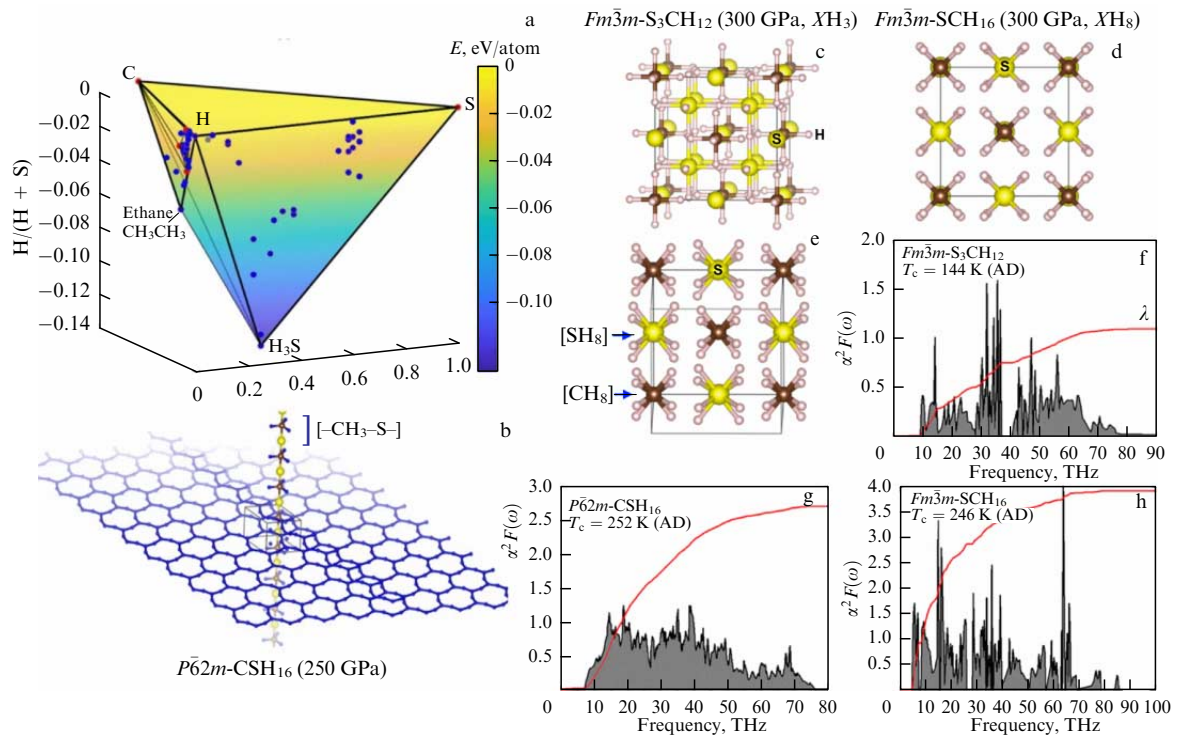 a
E, eV/atom
0
−0.02
−0.04
−0.06
−0.08
−0.10
C
H
S
0
−0.02
−0.04
−0.06
−0.08
−0.10
−0.12
−0.14
H/(H + S)
Ethane
CH₃CH₃
H₃S
0
0.2
0.4
0.6
0.8
1.0
b
[–CH₃–S–]
P6̄2m-CSH₁₆ (250 GPa)
Fm3̄m-S₃CH₁₂ (300 GPa, XH₃)
c
S
H
Fm3̄m-SCH₁₆ (300 GPa, XH₈)
d
S
e
S
[SH₈]
[CH₈]
f
Fm3̄m-S₃CH₁₂
T_c = 144 K (AD)
λ
α²F(ω)
2.0
1.5
1.0
0.5
10 20 30 40 50 60 70 80 90
Frequency, THz
g
P6̄2m-CSH₁₆
T_c = 252 K (AD)
α²F(ω)
3.0
2.5
2.0
1.5
1.0
0.5
0
10 20 30 40 50 60 70 80
Frequency, THz
h
Fm3̄m-SCH₁₆
T_c = 246 K (AD)
α²F(ω)
4.0
3.5
3.0
2.5
2.0
1.5
1.0
0.5
10 20 30 40 50 60 70 80 90 100
Frequency, THz